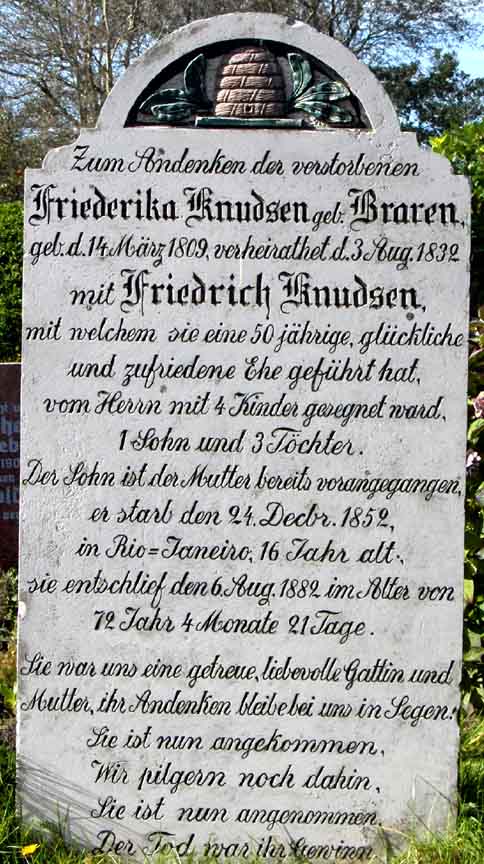 Zum Andenken der verstorbenen
Friederika Knudsen geb. Braren,
geb. d. 14 März 1809, verheirathet d. 3 Aug. 1832
mit Friedrich Knudsen,
mit welchem sie eine 50 jährige, glückliche
und zufriedene Ehe geführt hat,
vom Herrn mit 4 Kinder gesegnet ward,
1 Sohn und 3 Töchter.
Der Sohn ist der Mutter bereits vorangegangen,
er starb den 24. Decbr. 1852,
in Rio=Janeiro, 16 Jahr alt.,
sie entschlief den 6. Aug. 1882 im Alter von
72 Jahr 4 Monate 21 Tage.
Sie war uns eine getreue, liebevolle Gattin und
Mutter, ihr Andenken bleibe bei uns in Segen!
Sie ist nun angekommen,
Wir pilgern noch dahin,
Sie ist nun angenommen.
Der Tod war ihr Gewinn